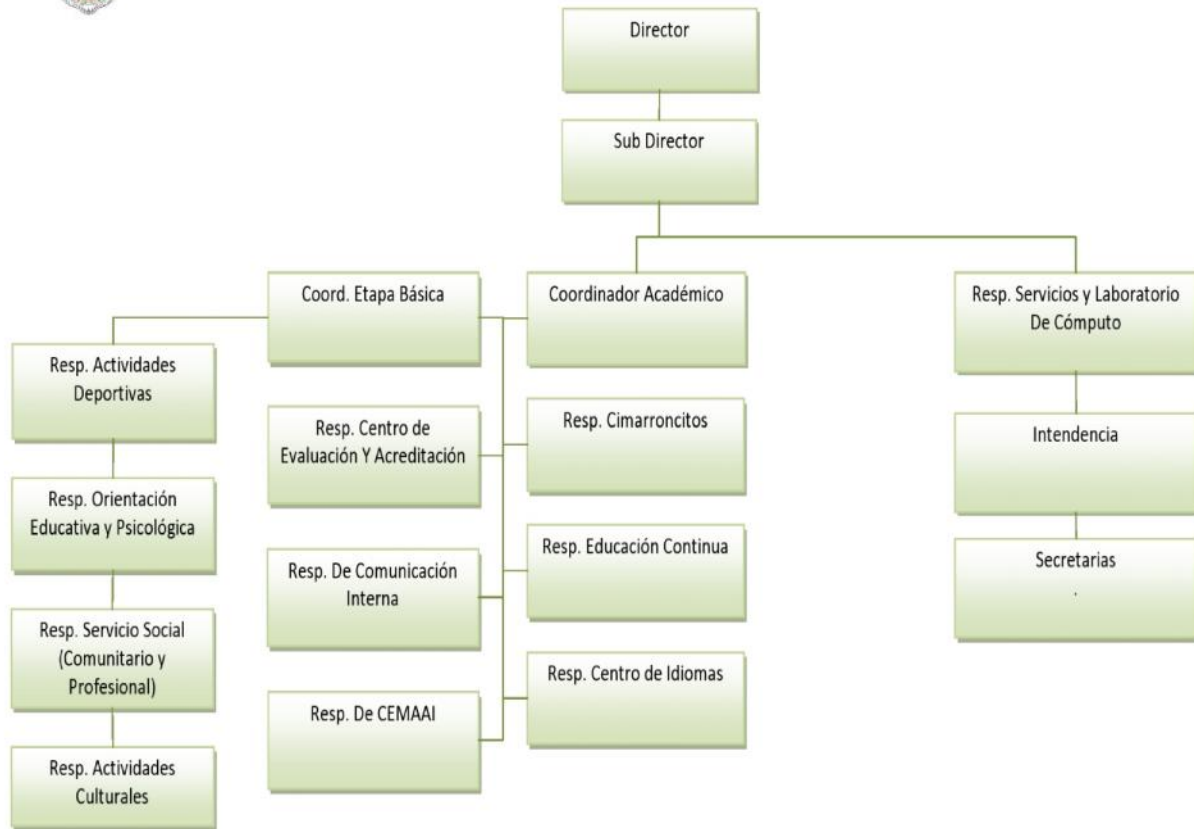 Director
Sub Director
Coord. Etapa Básica
Coordinador Académico
Resp. Servicios y Laboratorio
De Cómputo
Resp. Actividades
Deportivas
Resp. Centro de
Evaluación Y Acreditación
Resp. Cimarroncitos
Intendencia
Resp. Orientación
Educativa y Psicológica
Resp. De Comunicación
Interna
Resp. Educación Continua
Secretarias
.
Resp. Servicio Social
(Comunitario y
Profesional)
Resp. De CEMAAI
Resp. Centro de Idiomas
Resp. Actividades
Culturales